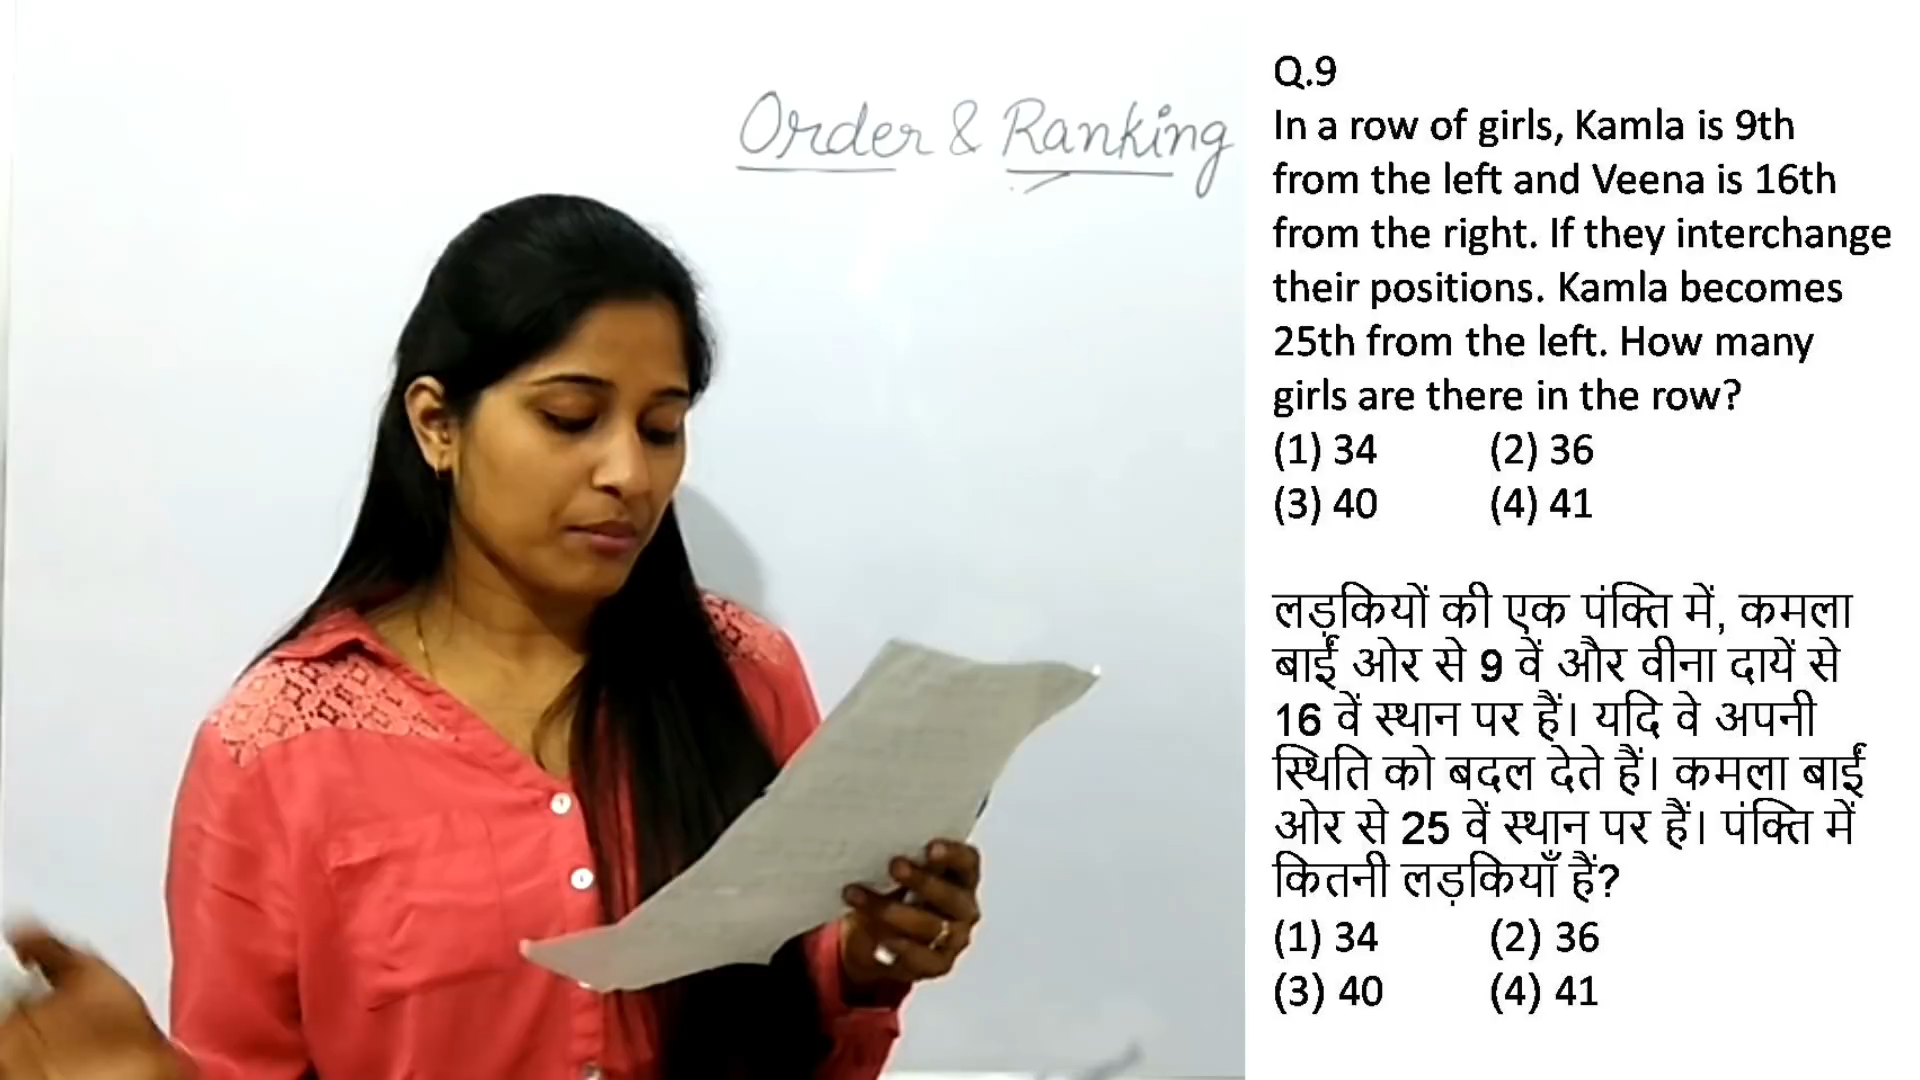 Order & Ranking
Q.9
In a row of girls, Kamla is 9th
from the left and Veena is 16th
from the right. If they interchange
their positions. Kamla becomes
25th from the left. How many
girls are there in the row?
(1) 34 (2) 36
(3) 40 (4) 41
लड़कियों की एक पंक्ति में, कमला
बाईं ओर से 9 वें और वीना दायें से
16 वें स्थान पर हैं। यदि वे अपनी
स्थिति को बदल देते हैं। कमला बाईं
ओर से 25 वें स्थान पर हैं। पंक्ति में
कितनी लड़कियाँ हैं?
(1) 34 (2) 36
(3) 40 (4) 41